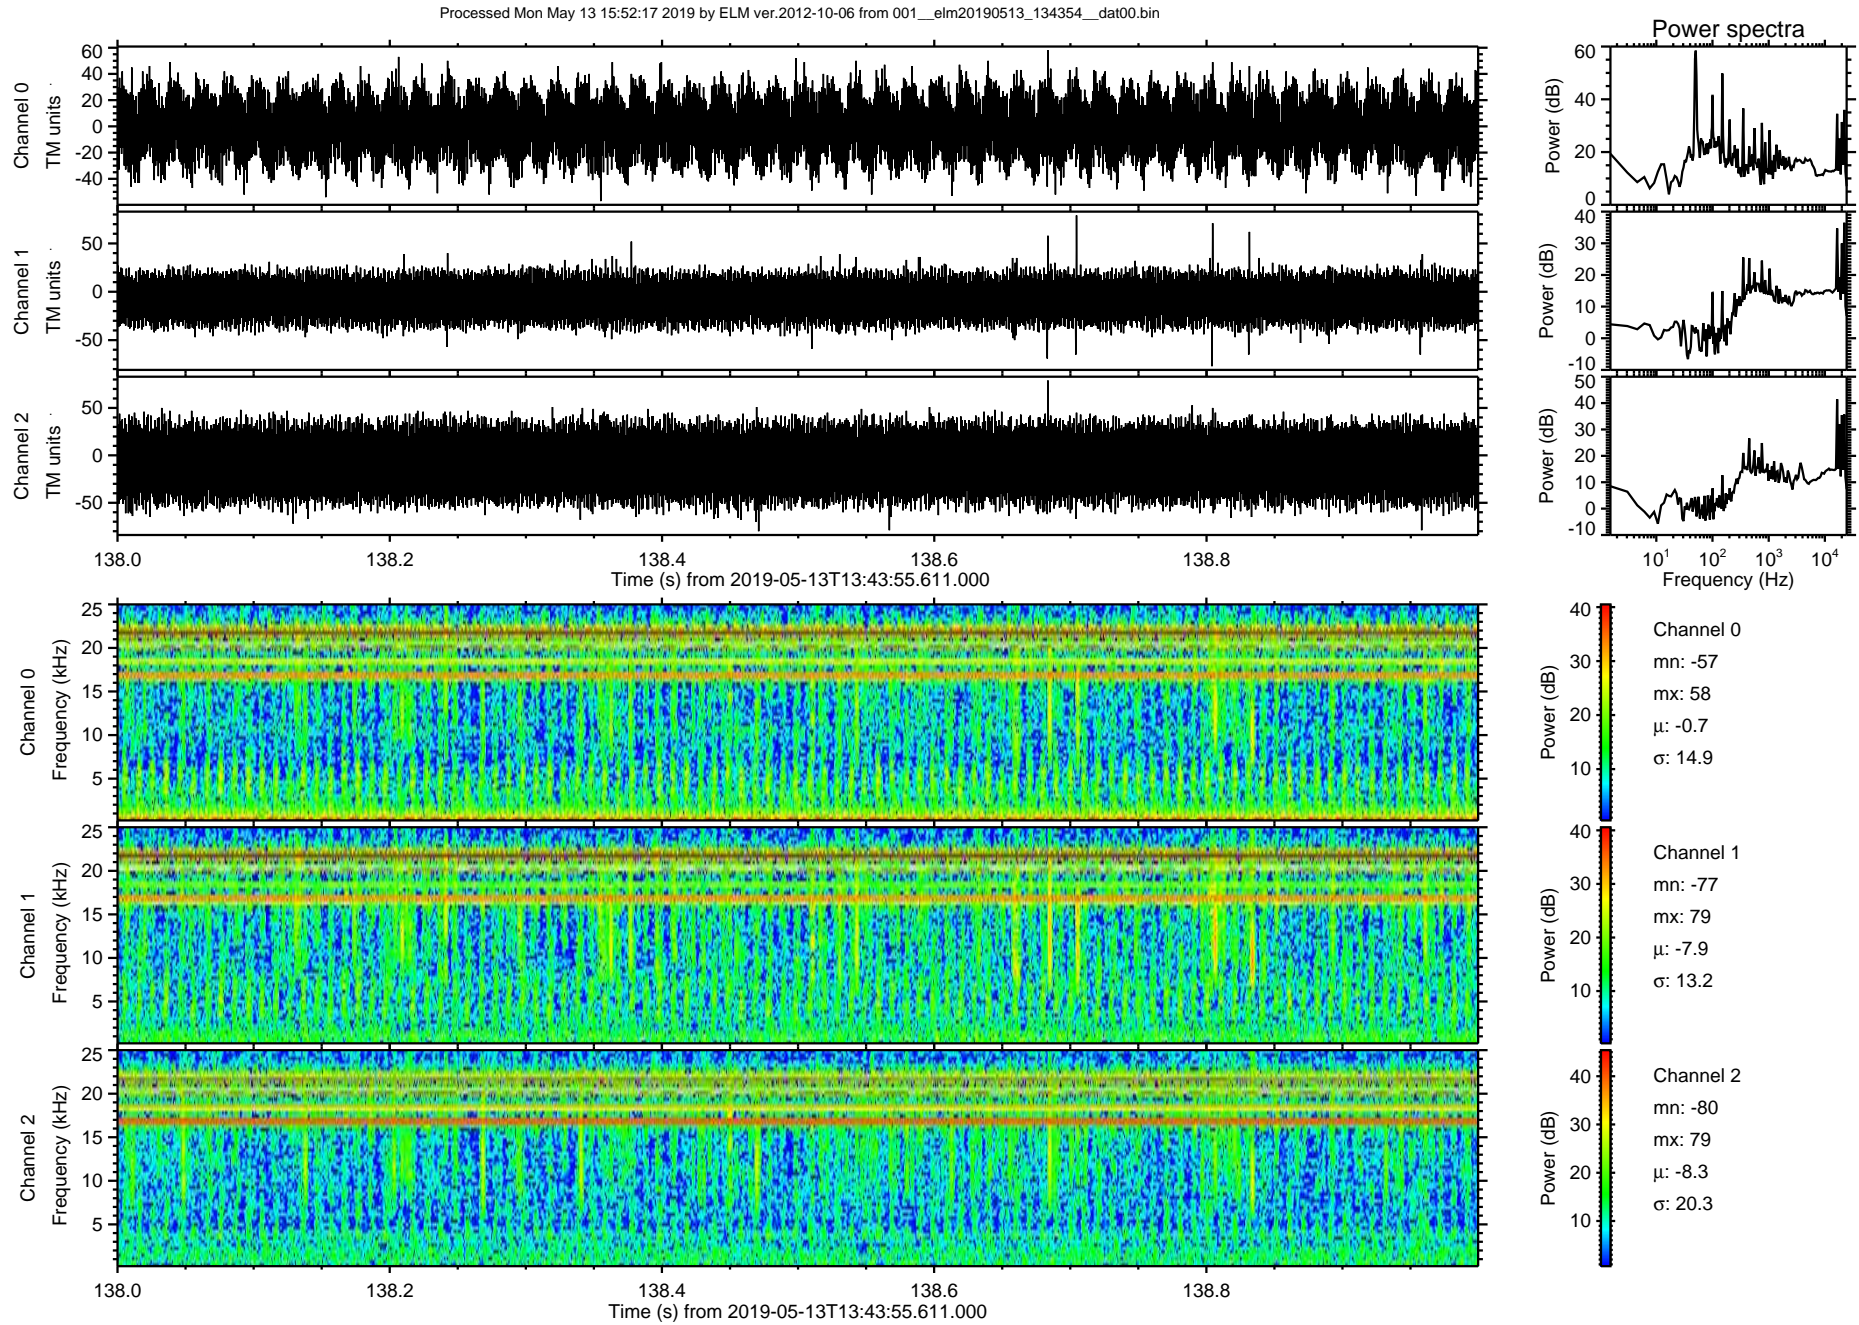 Processed Mon May 13 15:52:17 2019 by ELM ver.2012-10-06 from 001__elm20190513_134354__dat00.bin
Power spectra
Channel 0
TM units
60
40
20
0
-20
-40
Power (dB)
60
40
20
0
Channel 1
TM units
50
0
-50
Power (dB)
40
30
20
10
0
-10
Channel 2
TM units
50
0
-50
Power (dB)
50
40
30
20
10
0
-10
138.0 138.2 138.4 138.6 138.8
Time (s) from 2019-05-13T13:43:55.611.000
10¹ 10² 10³ 10⁴
Frequency (Hz)
Channel 0
Frequency (kHz)
25
20
15
10
5
Power (dB)
40
30
20
10
Channel 0
mn: -57
mx: 58
μ: -0.7
σ: 14.9
Channel 1
Frequency (kHz)
25
20
15
10
5
Power (dB)
40
30
20
10
Channel 1
mn: -77
mx: 79
μ: -7.9
σ: 13.2
Channel 2
Frequency (kHz)
25
20
15
10
5
Power (dB)
40
30
20
10
Channel 2
mn: -80
mx: 79
μ: -8.3
σ: 20.3
138.0 138.2 138.4 138.6 138.8
Time (s) from 2019-05-13T13:43:55.611.000